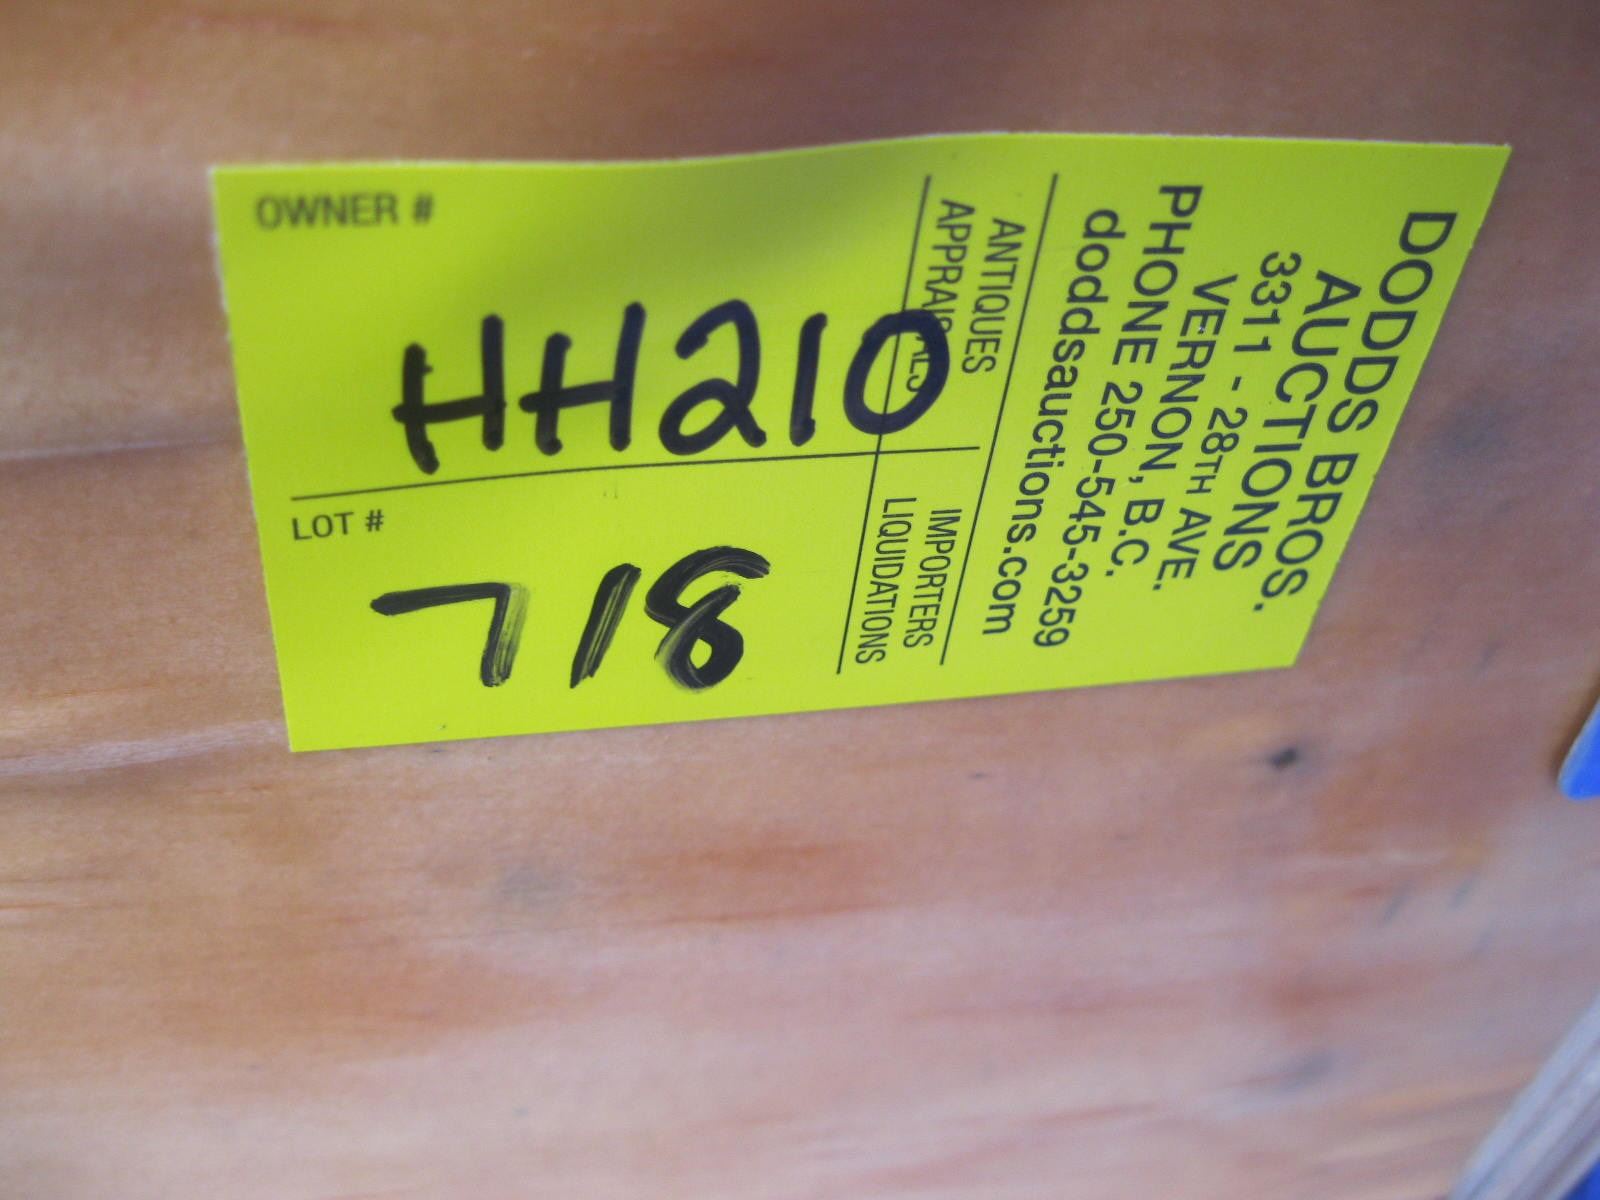 DODDS BROS.
AUCTIONS
3311 - 28TH AVE.
VERNON, B.C.
PHONE 250-545-3259
doddsauctions.com
ANTIQUES
APPRAISALS
IMPORTERS
LIQUIDATIONS
OWNER #
HH210
LOT #
718